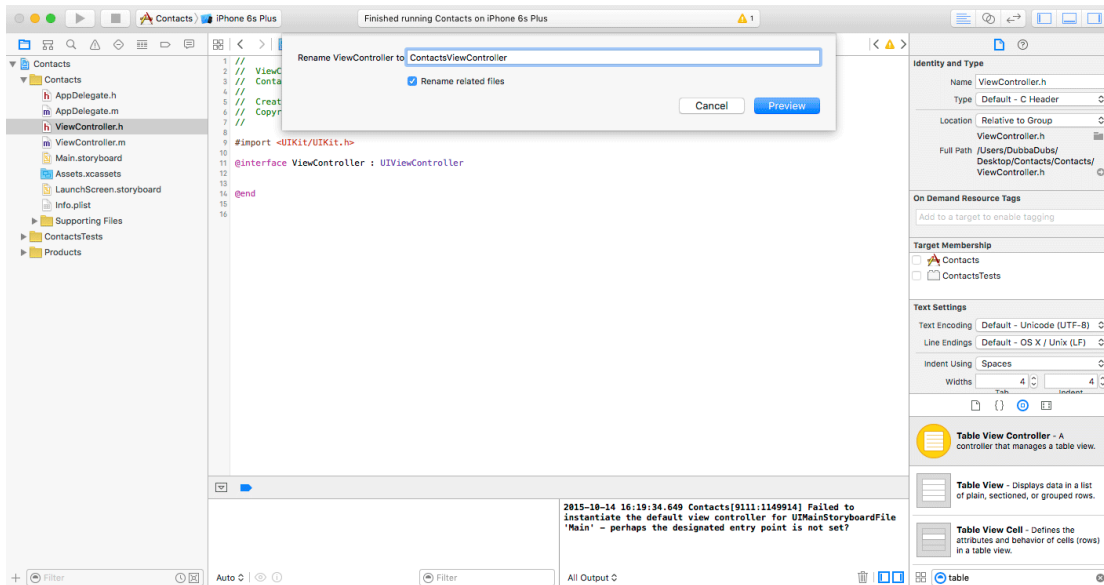 Contacts
iPhone 6s Plus
Finished running Contacts on iPhone 6s Plus
1
Contacts
Contacts
AppDelegate.h
AppDelegate.m
ViewController.h
ViewController.m
Main.storyboard
Assets.xcassets
LaunchScreen.storyboard
Info.plist
Supporting Files
ContactsTests
Products
Filter
Rename ViewController to
ContactsViewController
Rename related files
Cancel
Preview
1 //
2 // ViewC
3 // Conta
4 //
5 // Creat
6 // Copyr
7 //
8
9 #import <UIKit/UIKit.h>
10
11 @interface ViewController : UIViewController
12
13
14 @end
15
16
Auto
Filter
2015-10-14 16:19:34.649 Contacts[9111:1149914] Failed to
instantiate the default view controller for UIMainStoryboardFile
'Main' - perhaps the designated entry point is not set?
All Output
Identity and Type
Name ViewController.h
Type Default - C Header
Location Relative to Group
ViewController.h
Full Path /Users/DubbaDubs/
Desktop/Contacts/Contacts/
ViewController.h
On Demand Resource Tags
Add to a target to enable tagging
Target Membership
Contacts
ContactsTests
Text Settings
Text Encoding Default - Unicode (UTF-8)
Line Endings Default - OS X / Unix (LF)
Indent Using Spaces
Widths 4 4
Tab Indent
Table View Controller - A
controller that manages a table view.
Table View - Displays data in a list
of plain, sectioned, or grouped rows.
Table View Cell - Defines the
attributes and behavior of cells (rows)
in a table view.
table